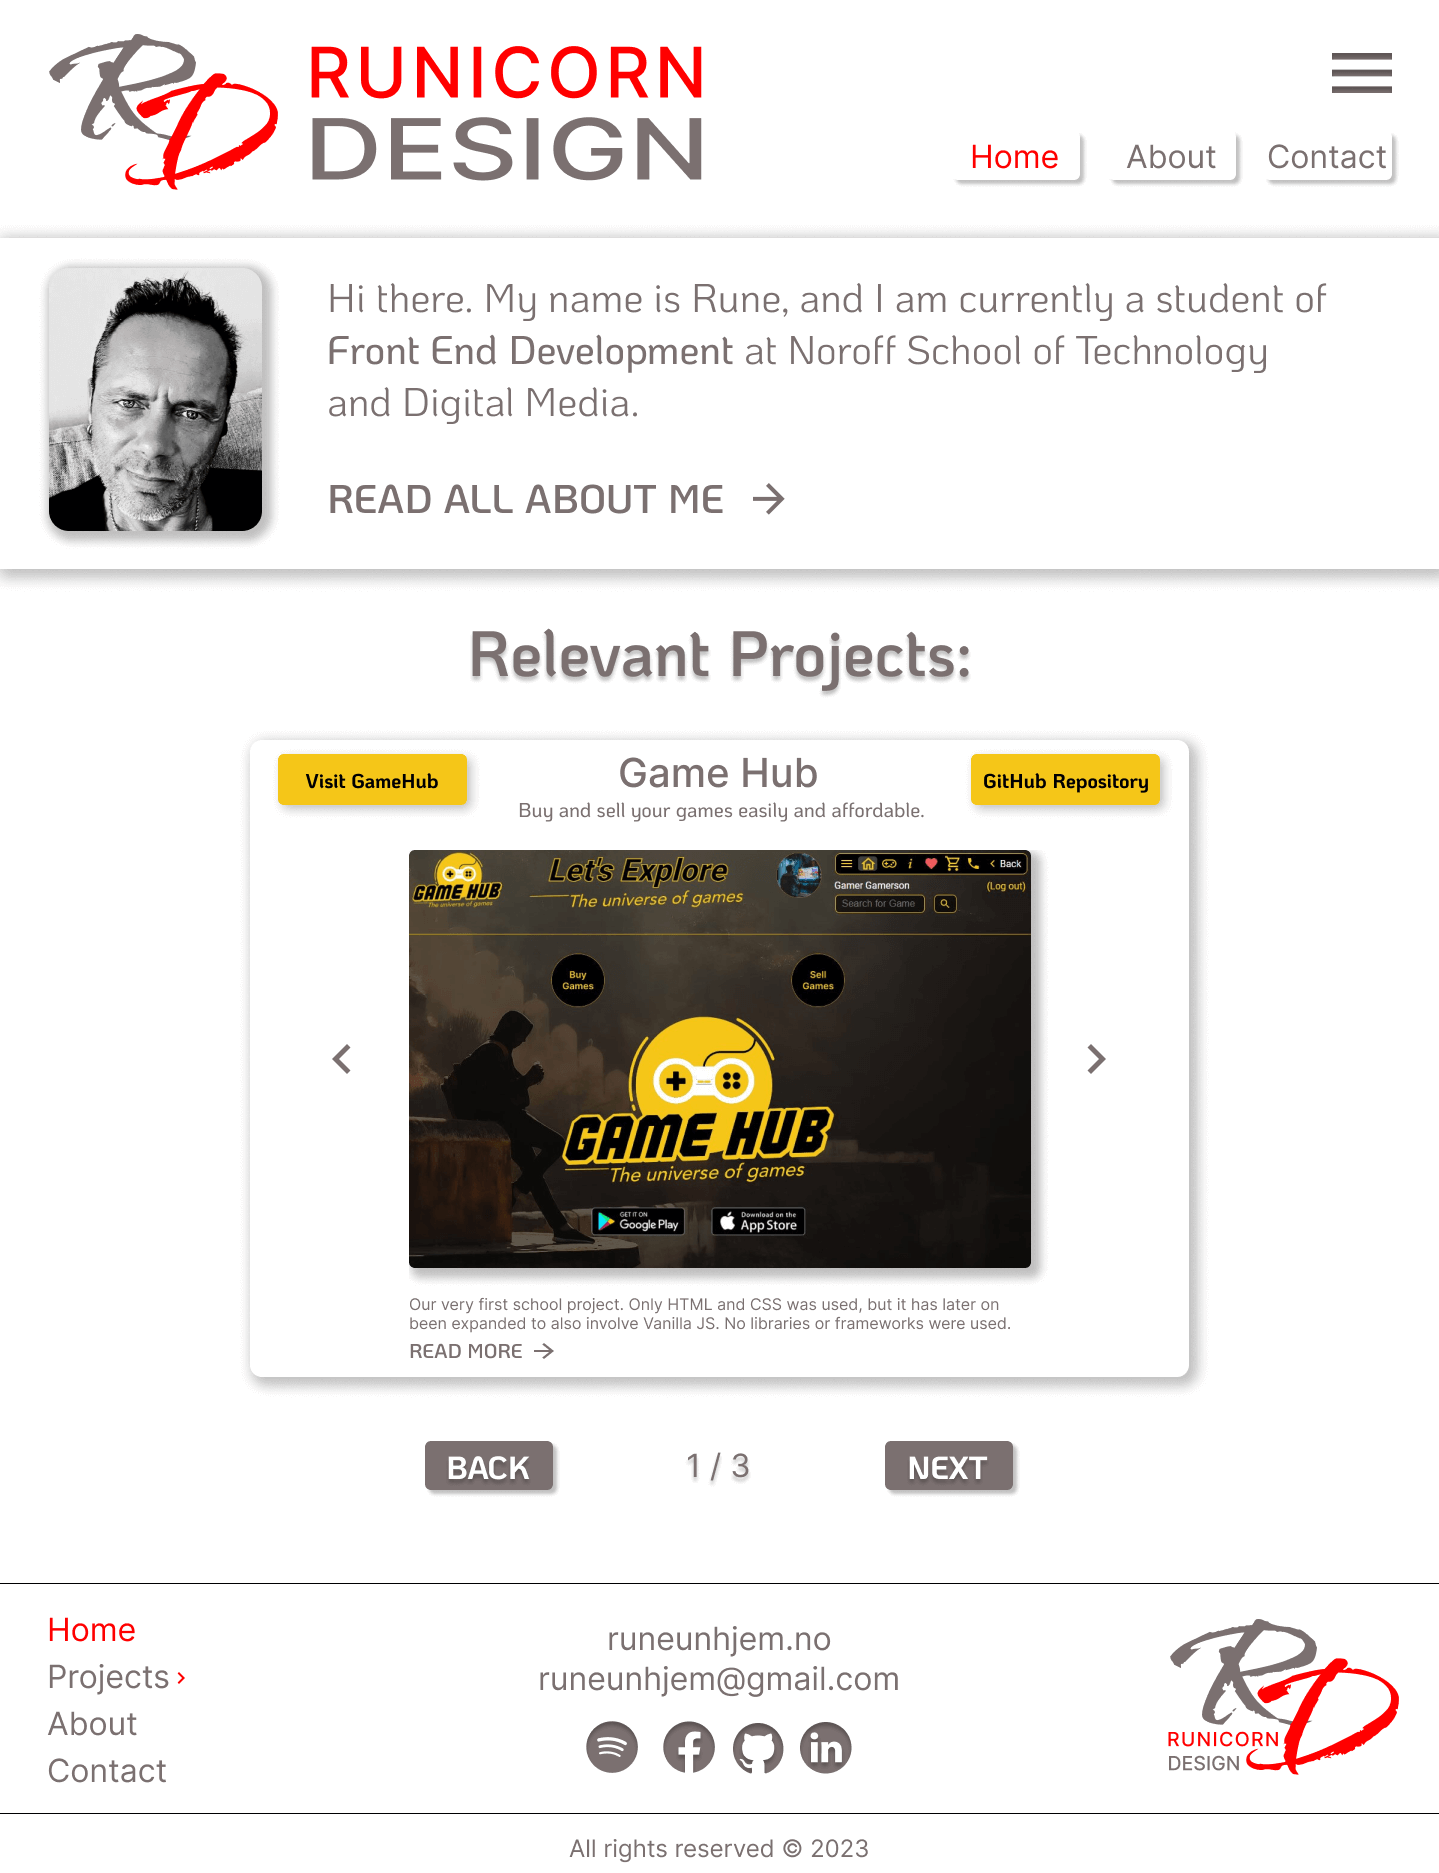 RD
RUNICORN
DESIGN
Home
About
Contact
Hi there. My name is Rune, and I am currently a student of
Front End Development at Noroff School of Technology
and Digital Media.
READ ALL ABOUT ME
Relevant Projects:
Visit GameHub
Game Hub
GitHub Repository
Buy and sell your games easily and affordable.
GAME HUB
The universe of games
Let's Explore
The universe of games
Back
Gamer Gamerson
(Log out)
Search for Game
Buy
Games
Sell
Games
GAME HUB
The universe of games
GET IT ON
Google Play
Download on the
App Store
Our very first school project. Only HTML and CSS was used, but it has later on
been expanded to also involve Vanilla JS. No libraries or frameworks were used.
READ MORE
BACK
1 / 3
NEXT
Home
Projects
About
Contact
runeunhjem.no
runeunhjem@gmail.com
RD
RUNICORN
DESIGN
All rights reserved © 2023